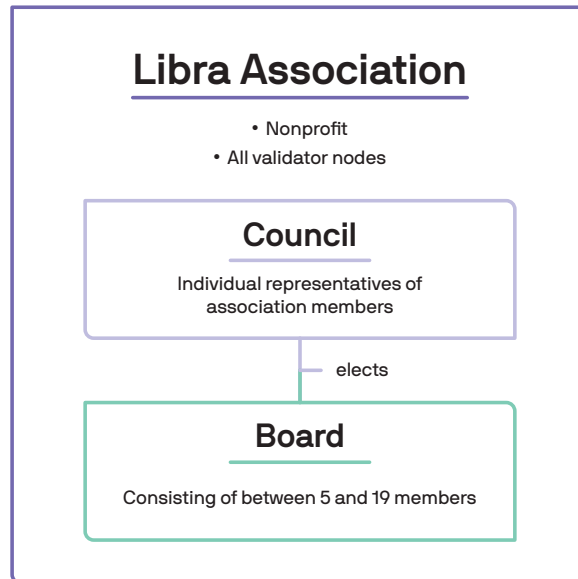 Libra Association
• Nonprofit
• All validator nodes
Council
Individual representatives of
association members
elects
Board
Consisting of between 5 and 19 members